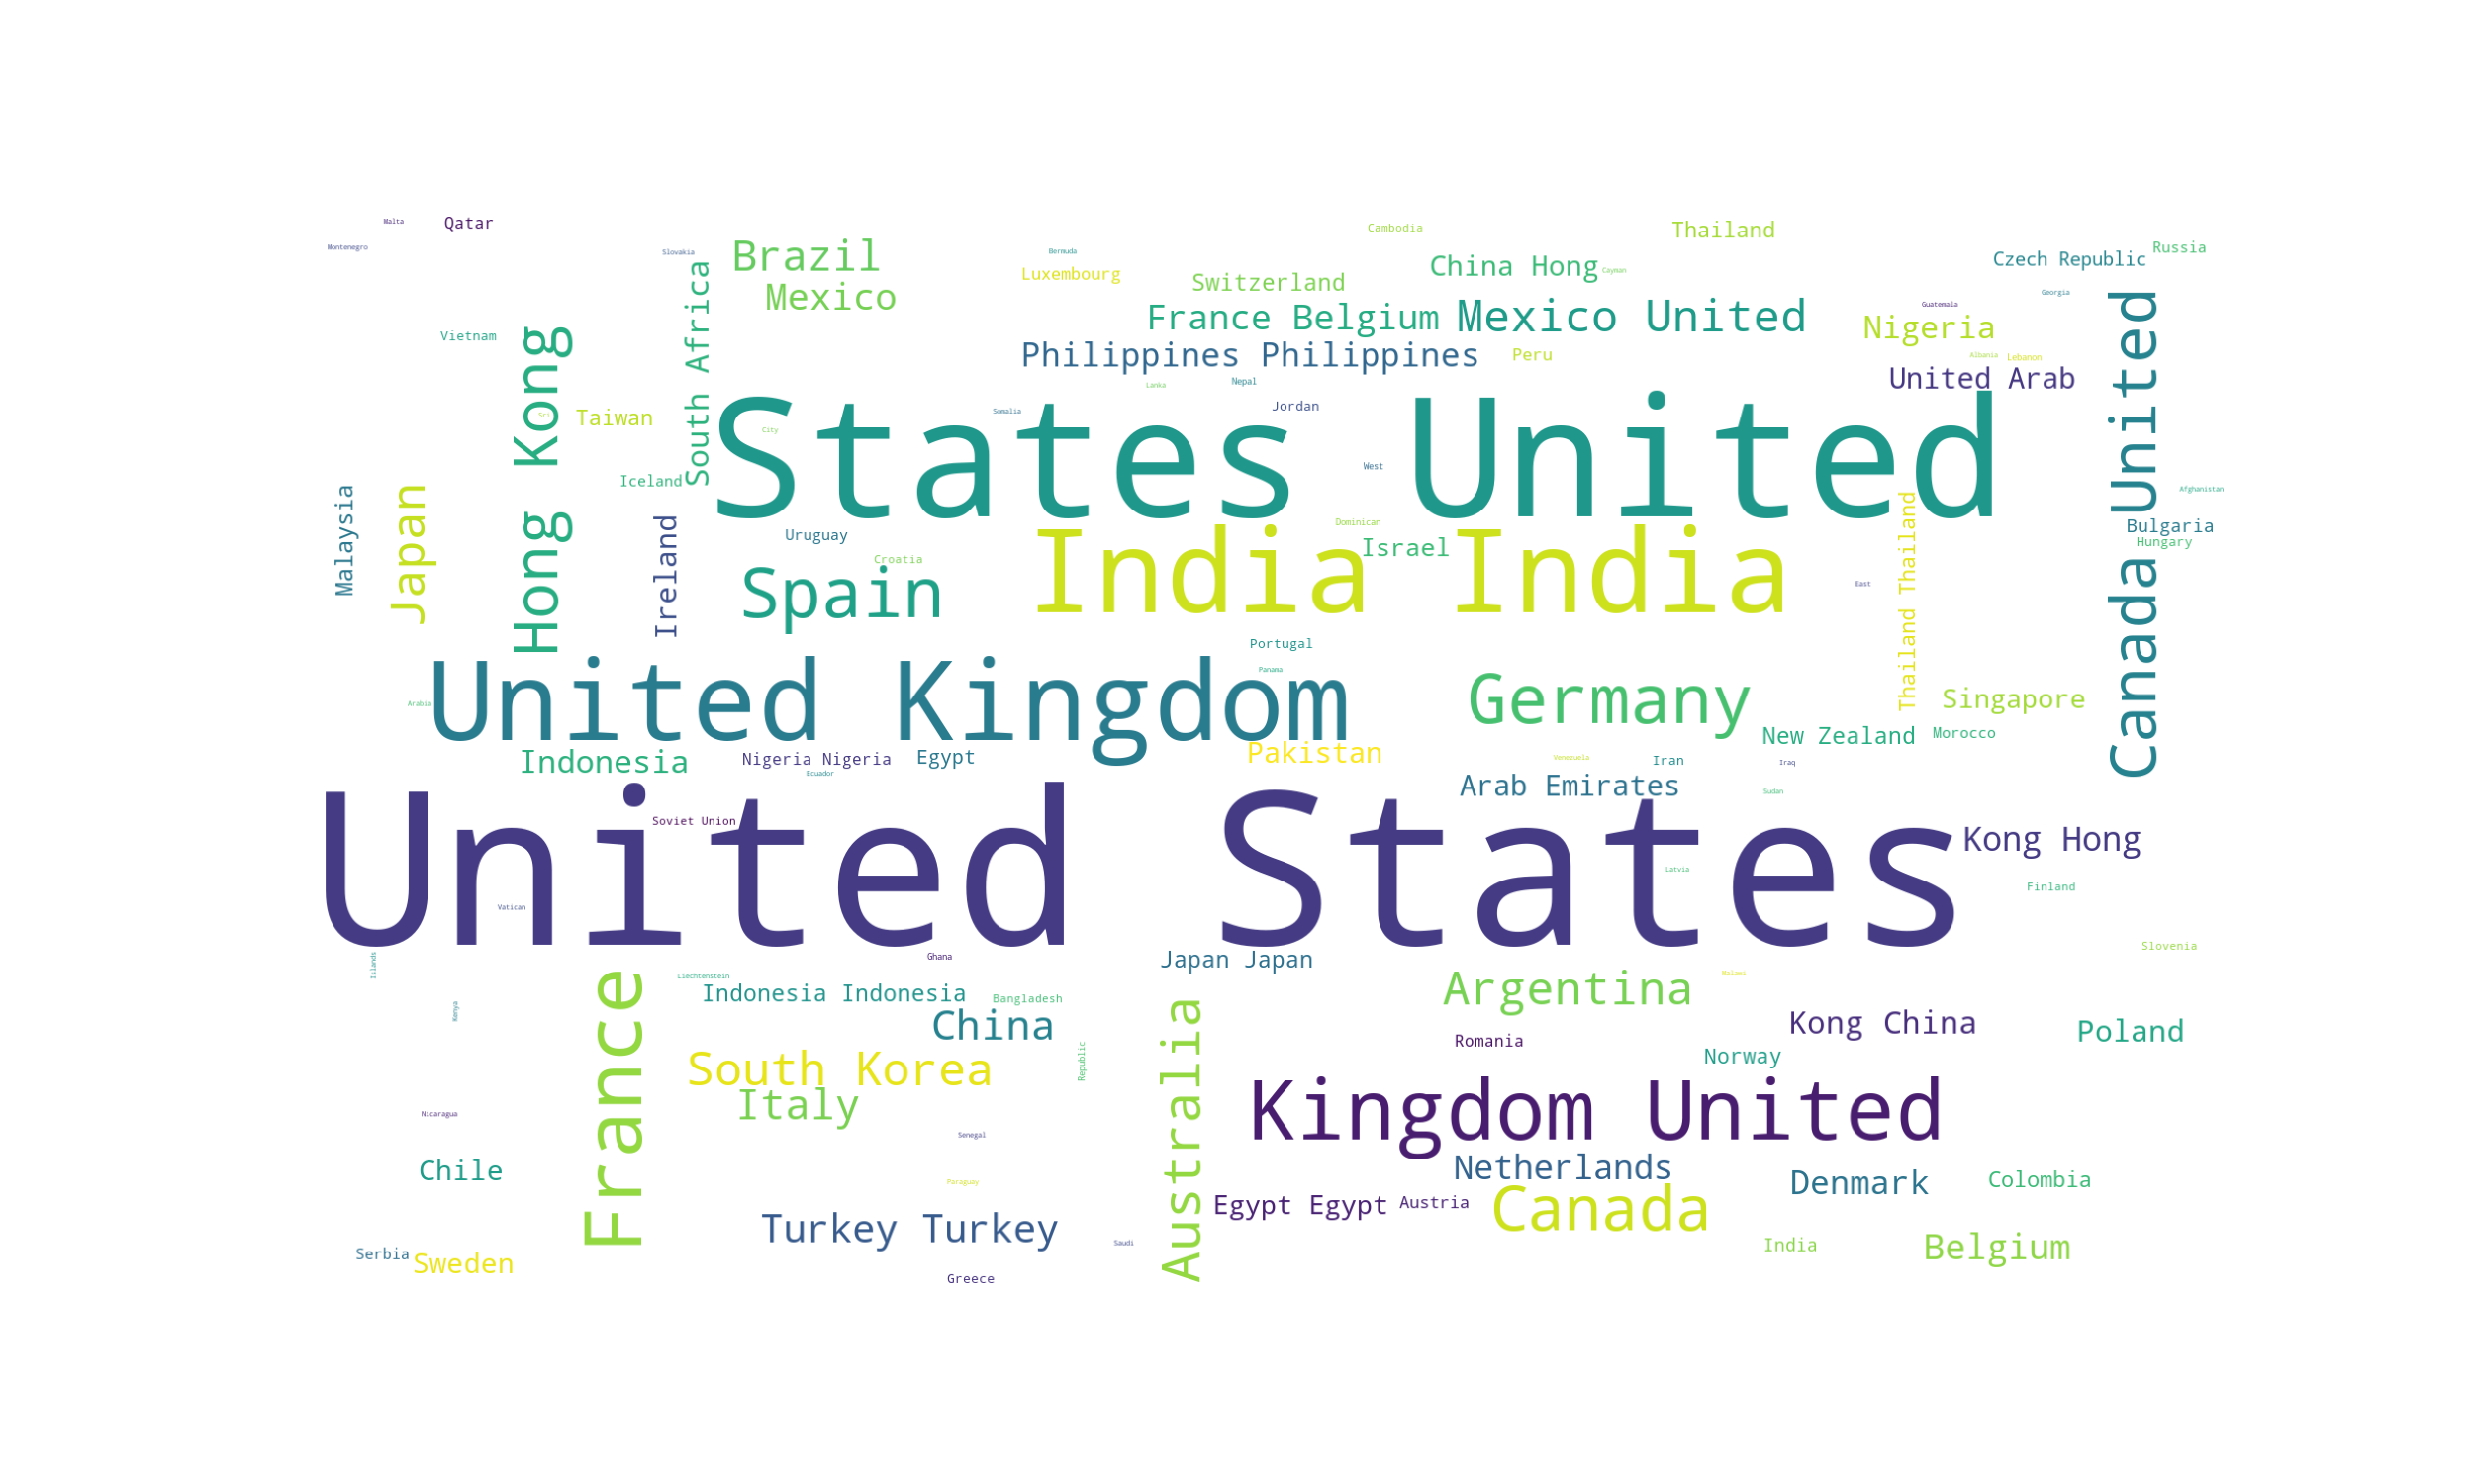 Malta
Qatar
Montenegro
Slovakia
Brazil
Mexico
Bermuda
Luxembourg
Cambodia
Switzerland
China Hong
Cayman
Thailand
Czech Republic
Russia
Georgia
France Belgium
Mexico United
Guatemala
Nigeria
Vietnam
Philippines Philippines
Peru
Albania
Lebanon
United Arab
Canada United
Hong Kong
South Africa
Sri
Taiwan
City
Lanka
Nepal
Somalia
Jordan
States United
West
Iceland
Malaysia
Japan
Ireland
Afghanistan
Bulgaria
Hungary
Uruguay
Croatia
Dominican
Israel
Spain
India India
East
Thailand Thailand
Portugal
Panama
United Kingdom
Germany
Arabia
Singapore
New Zealand
Morocco
Indonesia
Nigeria Nigeria
Egypt
Ecuador
Pakistan
Venezuela
Iran
Iraq
Arab Emirates
Sudan
Soviet Union
United States
Kong Hong
Latvia
Finland
Vatican
Islands
Ghana
Slovenia
Japan Japan
Liechtenstein
Indonesia Indonesia
Bangladesh
Argentina
Malawi
Kenya
France
China
Republic
Australia
Kong China
Poland
Romania
Norway
South Korea
Italy
Nicaragua
Kingdom United
Senegal
Chile
Paraguay
Netherlands
Denmark
Colombia
Egypt Egypt
Austria
Canada
Turkey Turkey
Saudi
India
Belgium
Serbia
Sweden
Greece